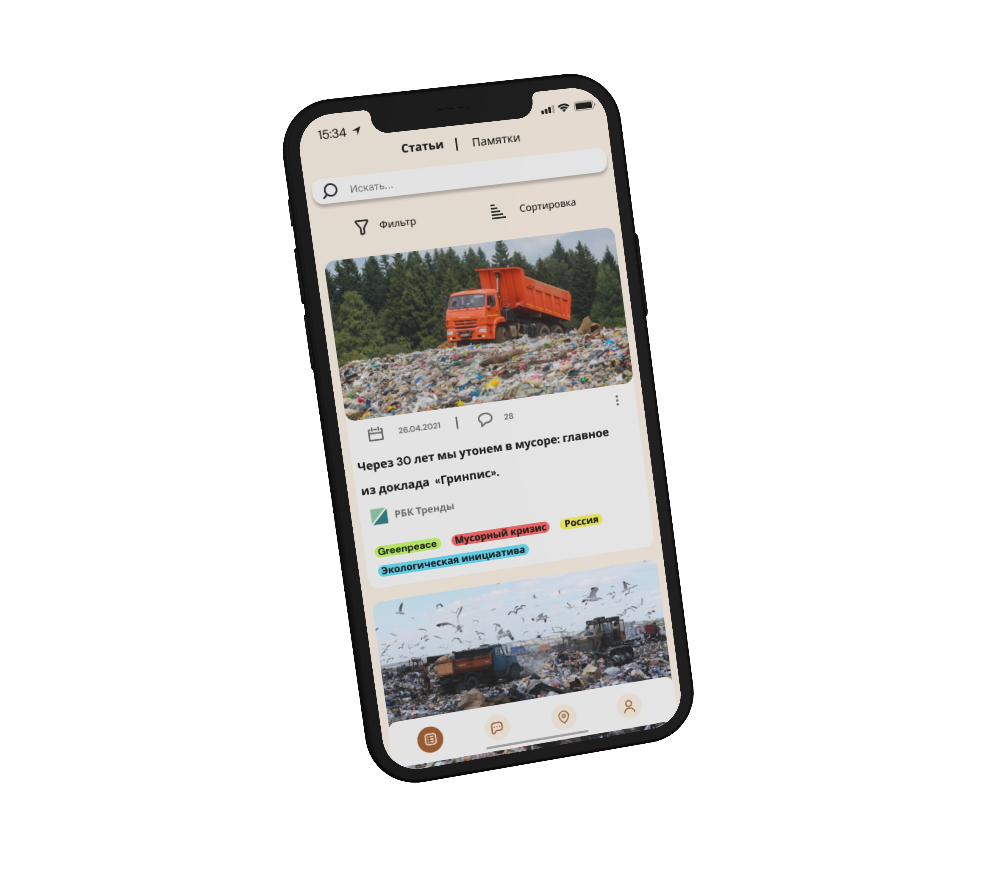 15:34
Статьи | Памятки
Искать...
Фильтр
Сортировка
26.04.2021 | 28
Через 30 лет мы утонем в мусоре: главное
из доклада «Гринпис».
РБК Тренды
Greenpeace Мусорный кризис Россия
Экологическая инициатива